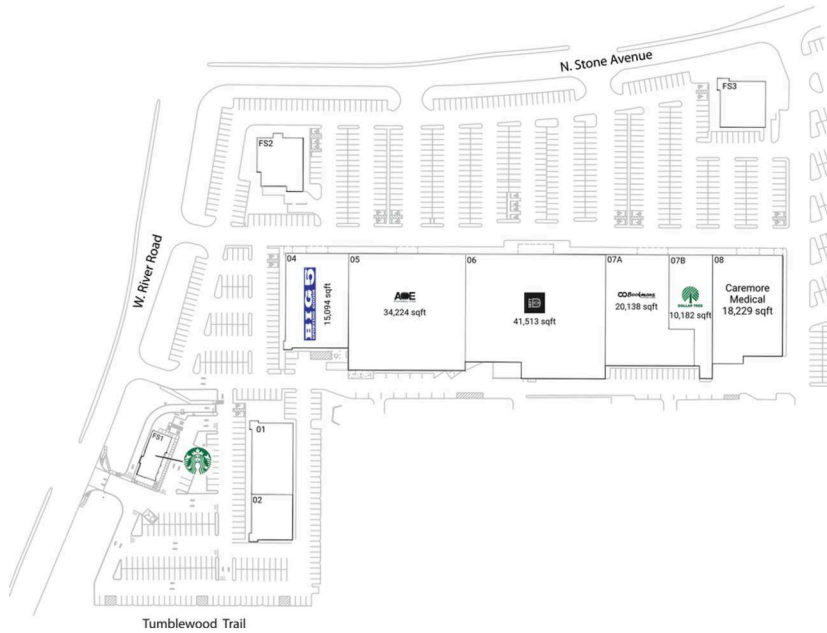 N. Stone Avenue
FS3
FS2
W. River Road
04
05
06
07A
07B
08
BIG 5
15,094 sqft
34,224 sqft
41,513 sqft
Bookmans
20,138 sqft
DOLLAR TREE
10,182 sqft
Caremore
Medical
18,229 sqft
FS1
01
02
Tumblewood Trail